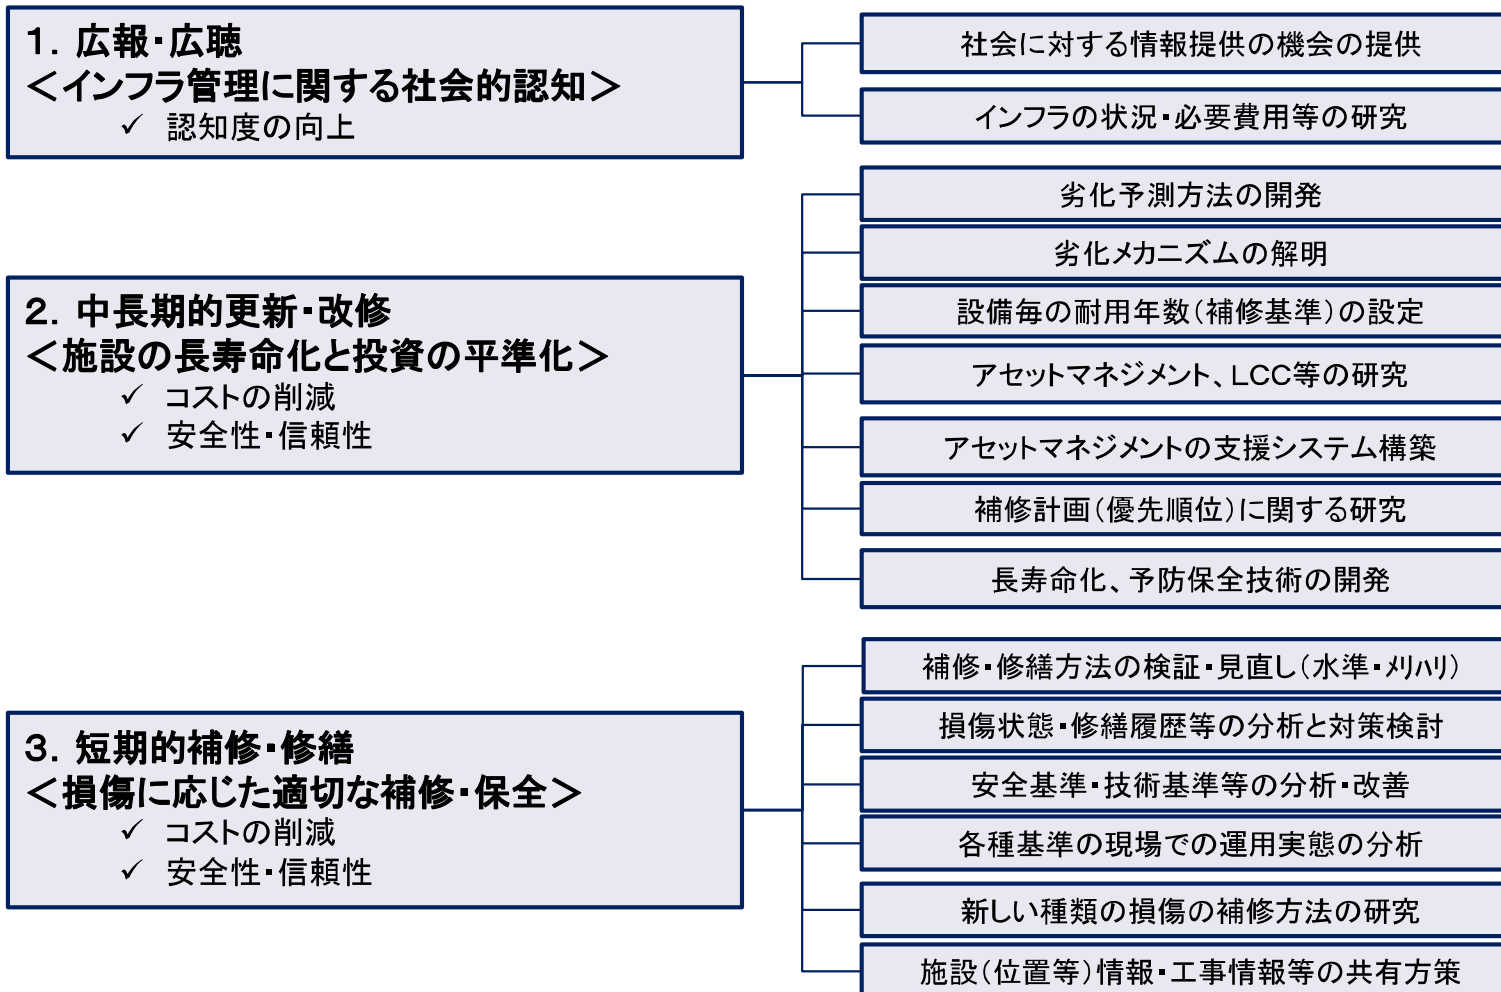 1．広報・広聴
＜インフラ管理に関する社会的認知＞
✓ 認知度の向上
社会に対する情報提供の機会の提供
インフラの状況・必要費用等の研究
2．中長期的更新・改修
＜施設の長寿命化と投資の平準化＞
✓ コストの削減
✓ 安全性・信頼性
劣化予測方法の開発
劣化メカニズムの解明
設備毎の耐用年数（補修基準）の設定
アセットマネジメント、LCC等の研究
アセットマネジメントの支援システム構築
補修計画（優先順位）に関する研究
長寿命化、予防保全技術の開発
3．短期的補修・修繕
＜損傷に応じた適切な補修・保全＞
✓ コストの削減
✓ 安全性・信頼性
補修・修繕方法の検証・見直し（水準・メリハリ）
損傷状態・修繕履歴等の分析と対策検討
安全基準・技術基準等の分析・改善
各種基準の現場での運用実態の分析
新しい種類の損傷の補修方法の研究
施設（位置等）情報・工事情報等の共有方策